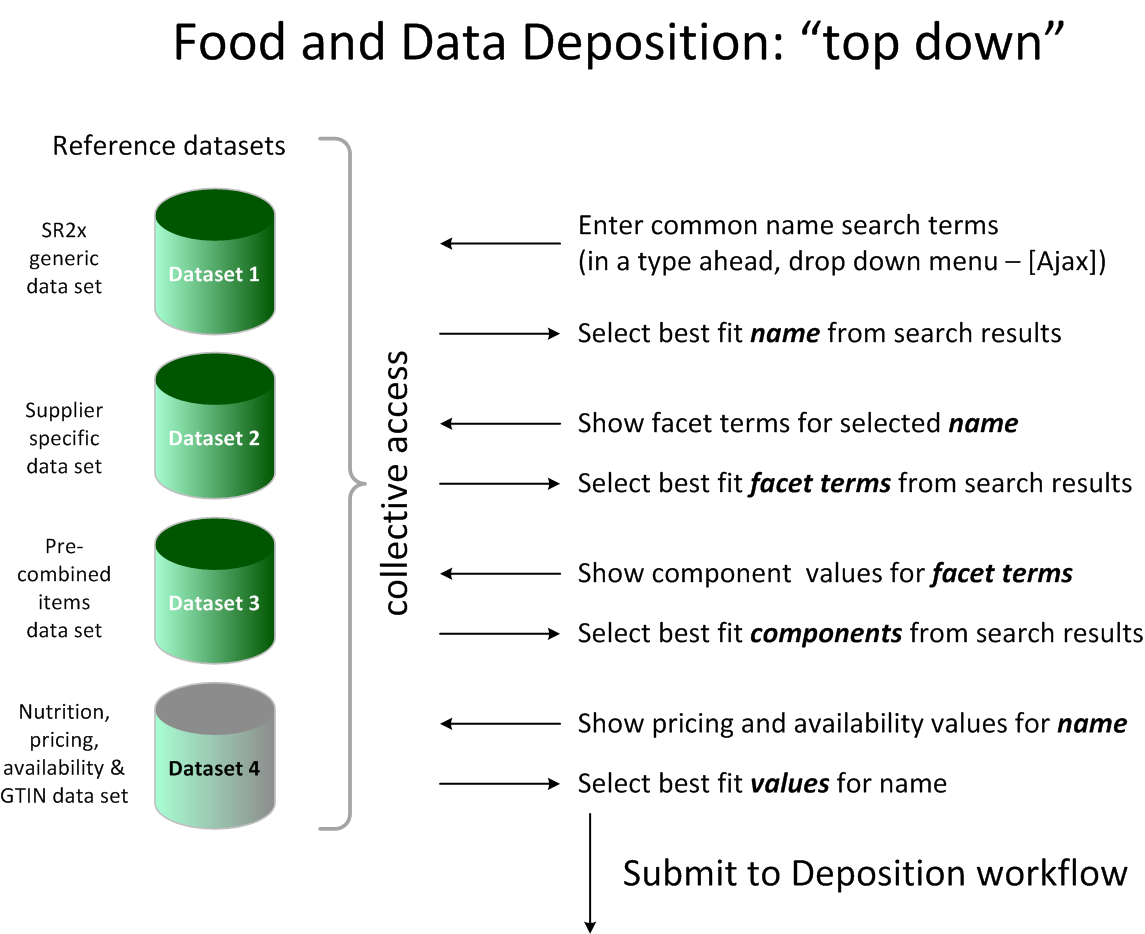 Food and Data Deposition: “top down”
Reference datasets
SR2x
generic
data set
Dataset 1
Supplier
specific
data set
Dataset 2
Pre-
combined
items
data set
Dataset 3
Nutrition,
pricing,
availability &
GTIN data set
Dataset 4
collective access
Enter common name search terms
(in a type ahead, drop down menu – [Ajax])
Select best fit name from search results
Show facet terms for selected name
Select best fit facet terms from search results
Show component  values for facet terms
Select best fit components from search results
Show pricing and availability values for name
Select best fit values for name
Submit to Deposition workflow